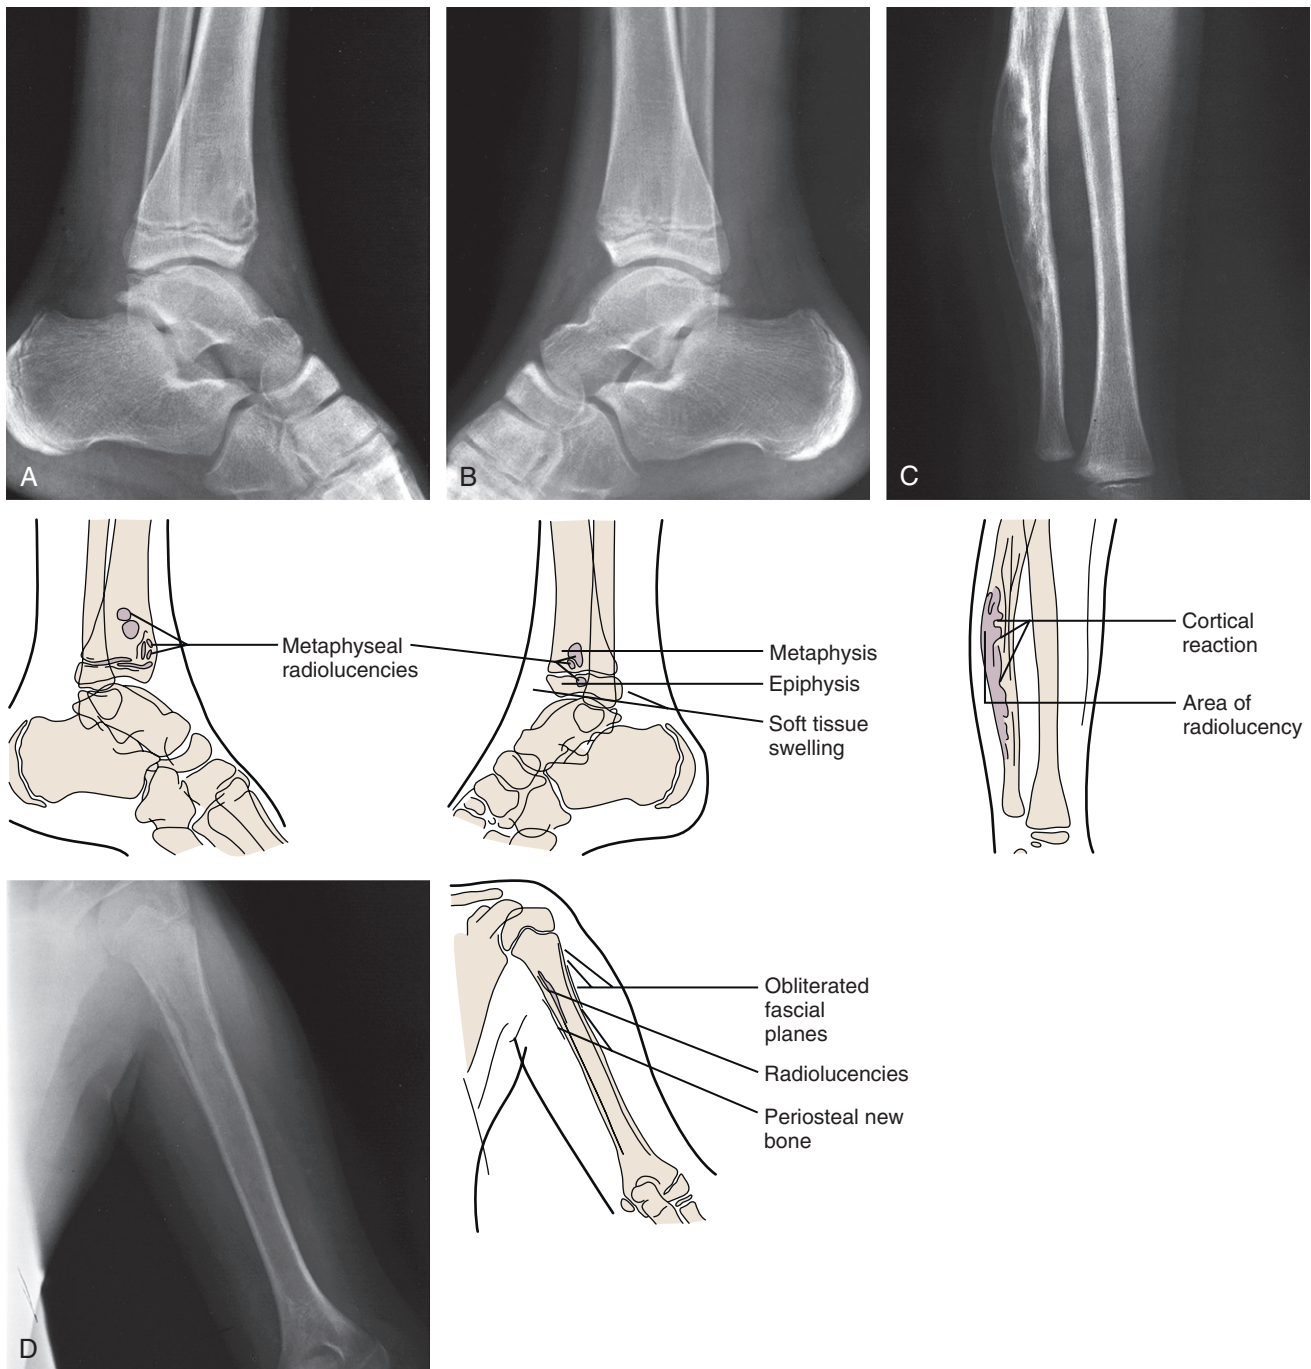 A
B
C
Metaphyseal
radiolucencies
Metaphysis
Epiphysis
Soft tissue
swelling
Cortical
reaction
Area of
radiolucency
D
Obliterated
fascial
planes
Radiolucencies
Periosteal new
bone